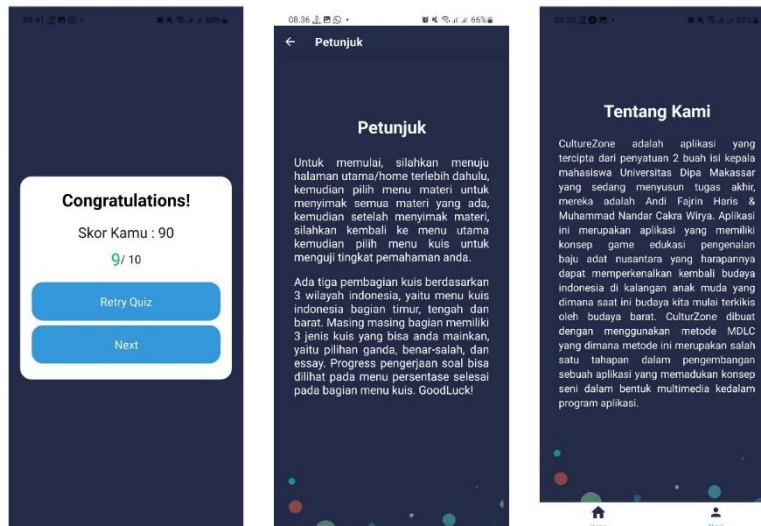 09.41
60%
Congratulations!
Skor Kamu : 90
9/ 10
Retry Quiz
Next
08.36
66%
Petunjuk
Petunjuk
Untuk memulai, silahkan menuju
halaman utama/home terlebih dahulu,
kemudian pilih menu materi untuk
menyimak semua materi yang ada,
kemudian setelah menyimak materi,
silahkan kembali ke menu utama
kemudian pilih menu kuis untuk
menguji tingkat pemahaman anda.
Ada tiga pembagian kuis berdasarkan
3 wilayah indonesia, yaitu menu kuis
indonesia bagian timur, tengah dan
barat. Masing masing bagian memiliki
3 jenis kuis yang bisa anda mainkan,
yaitu pilihan ganda, benar-salah, dan
essay. Progress pengerjaan soal bisa
dilihat pada menu persentase selesai
pada bagian menu kuis. GoodLuck!
61%
Tentang Kami
CultureZone adalah aplikasi yang
tercipta dari penyatuan 2 buah isi kepala
mahasiswa Universitas Dipa Makassar
yang sedang menyusun tugas akhir,
mereka adalah Andi Fajrin Haris &
Muhammad Nandar Cakra Wirya. Aplikasi
ini merupakan aplikasi yang memiliki
konsep game edukasi pengenalan
baju adat nusantara yang harapannya
dapat memperkenalkan kembali budaya
indonesia di kalangan anak muda yang
dimana saat ini budaya kita mulai terkikis
oleh budaya barat. CulturZone dibuat
dengan menggunakan metode MDLC
yang dimana metode ini merupakan salah
satu tahapan dalam pengembangan
sebuah aplikasi yang memadukan konsep
seni dalam bentuk multimedia kedalam
program aplikasi.